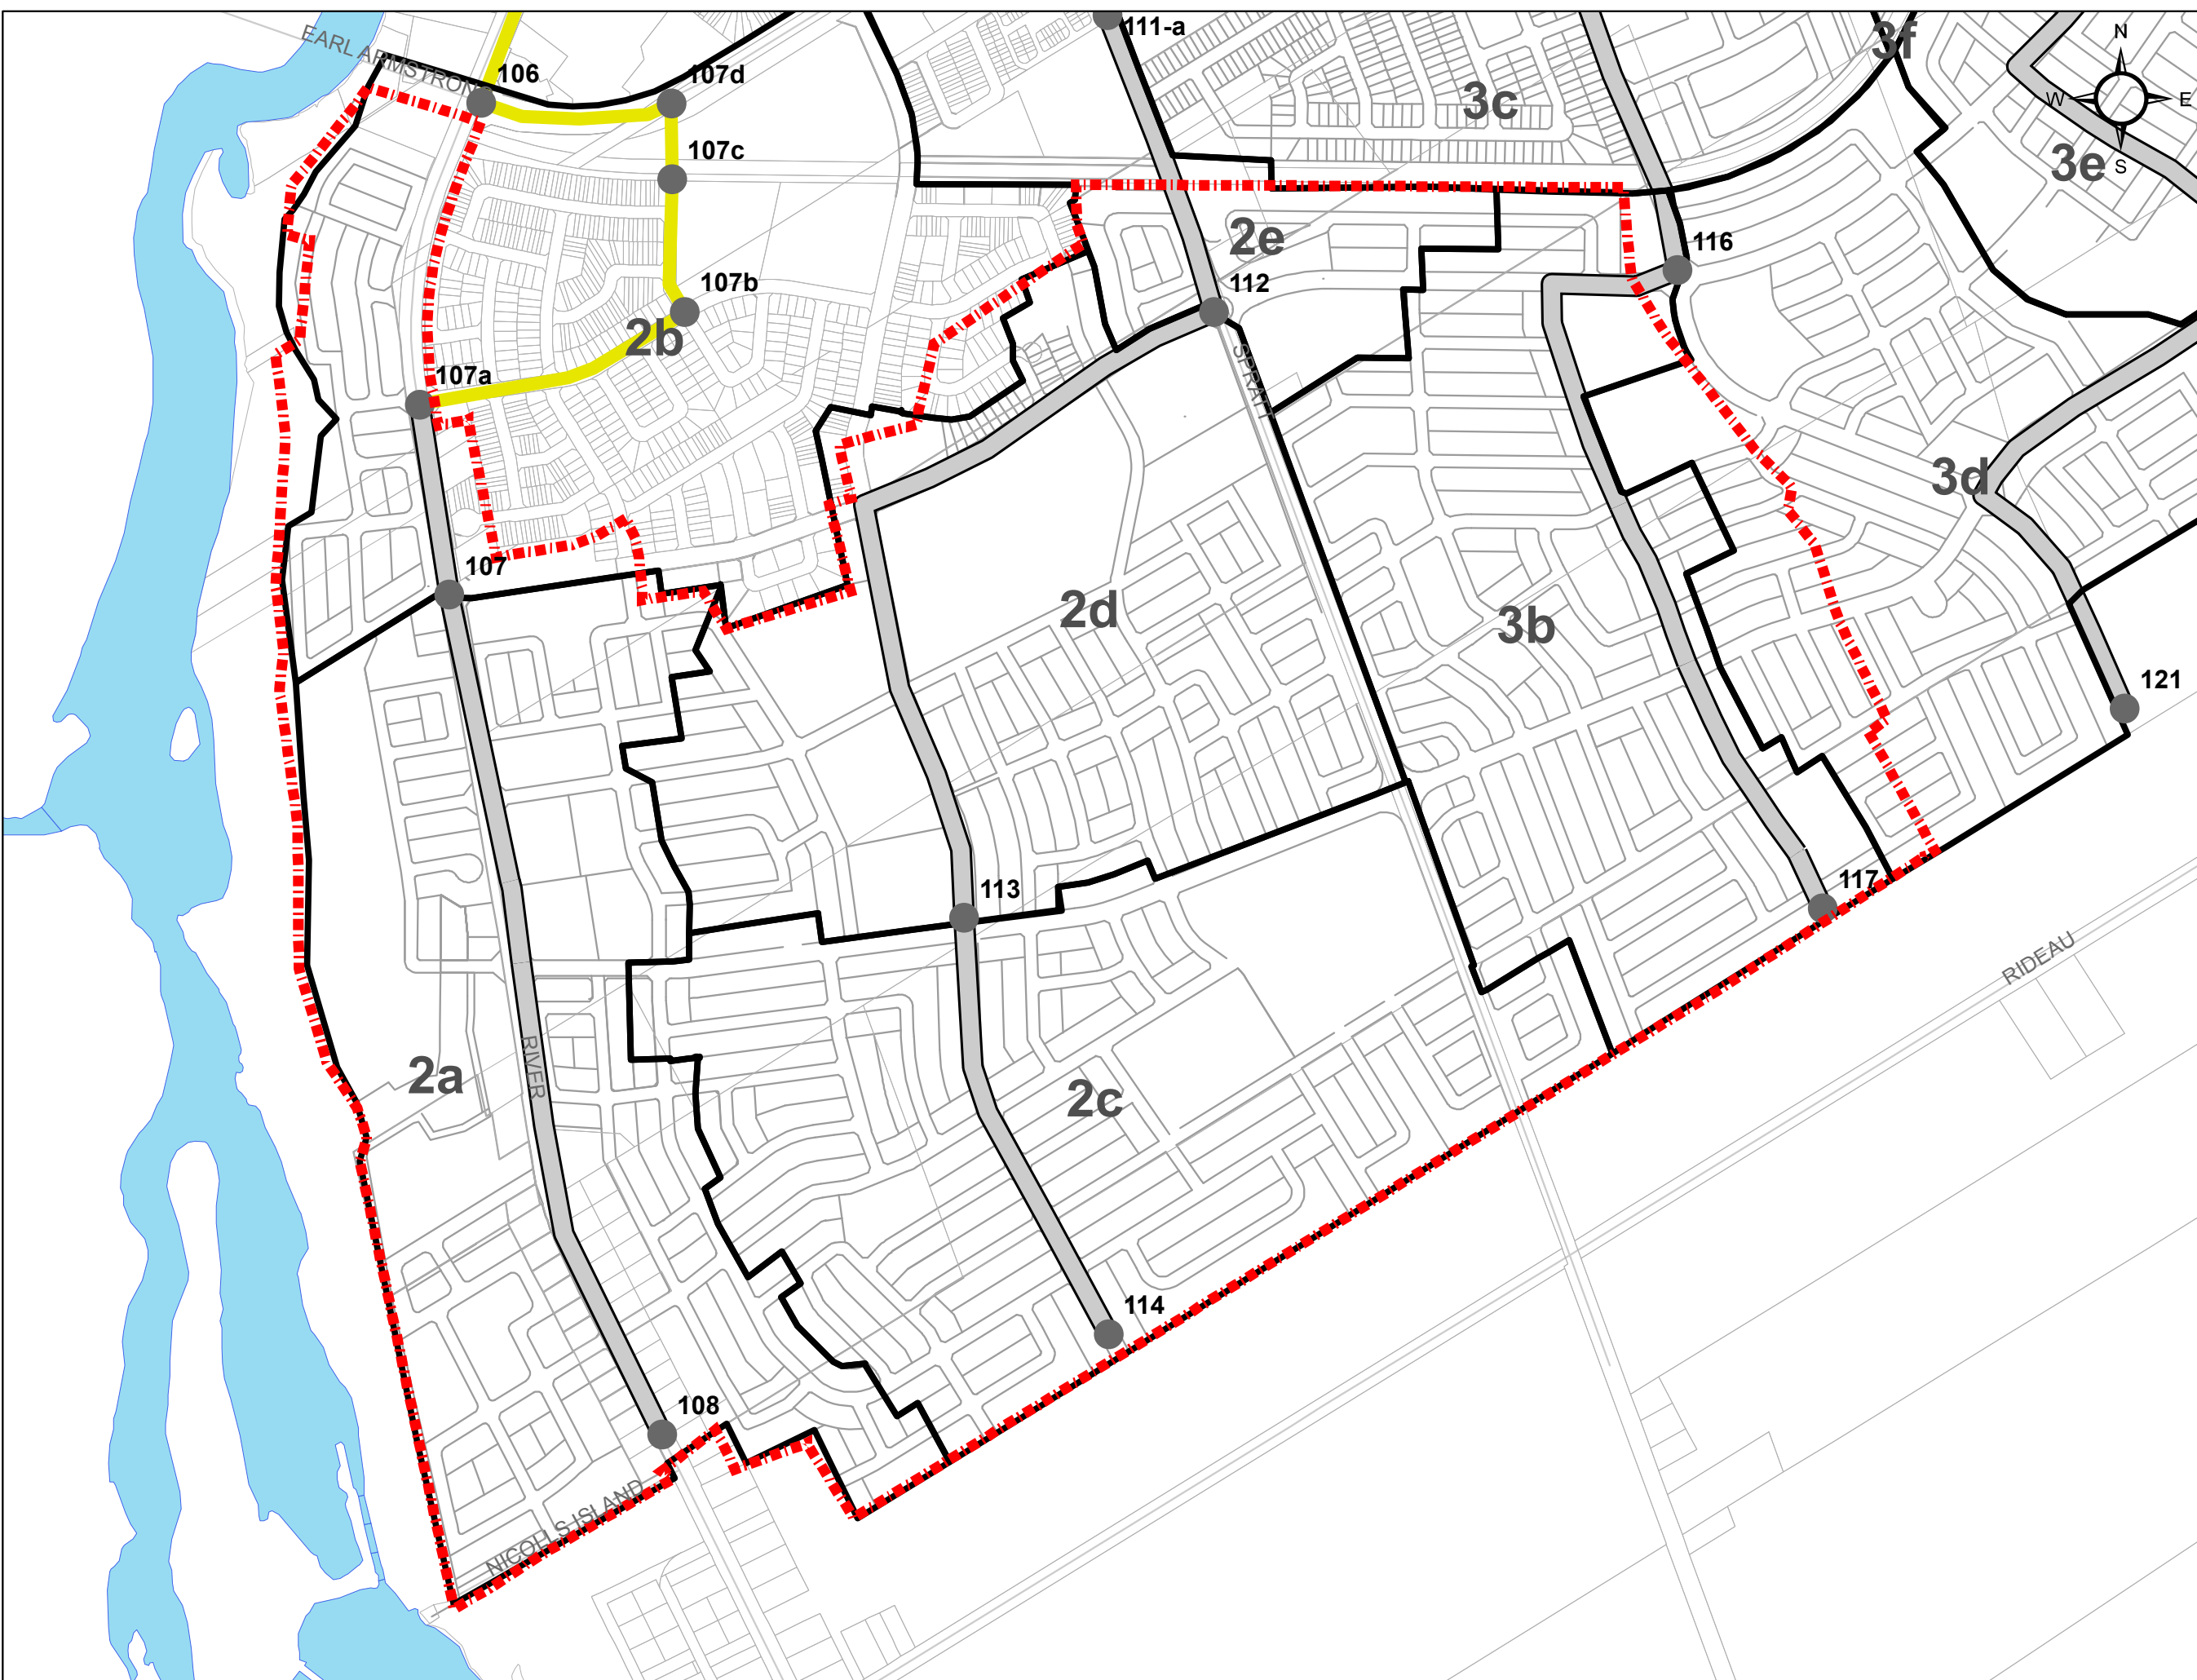 111-a
3f
N
EARL ARMSTRONG
106
107d
3c
W
E
S
107c
3e
2e
116
107b
112
2b
SPRATT
107a
3d
107
2d
3b
121
113
117
RIDEAU
RIVER
2a
2c
114
108
NICOLLS ISLAND